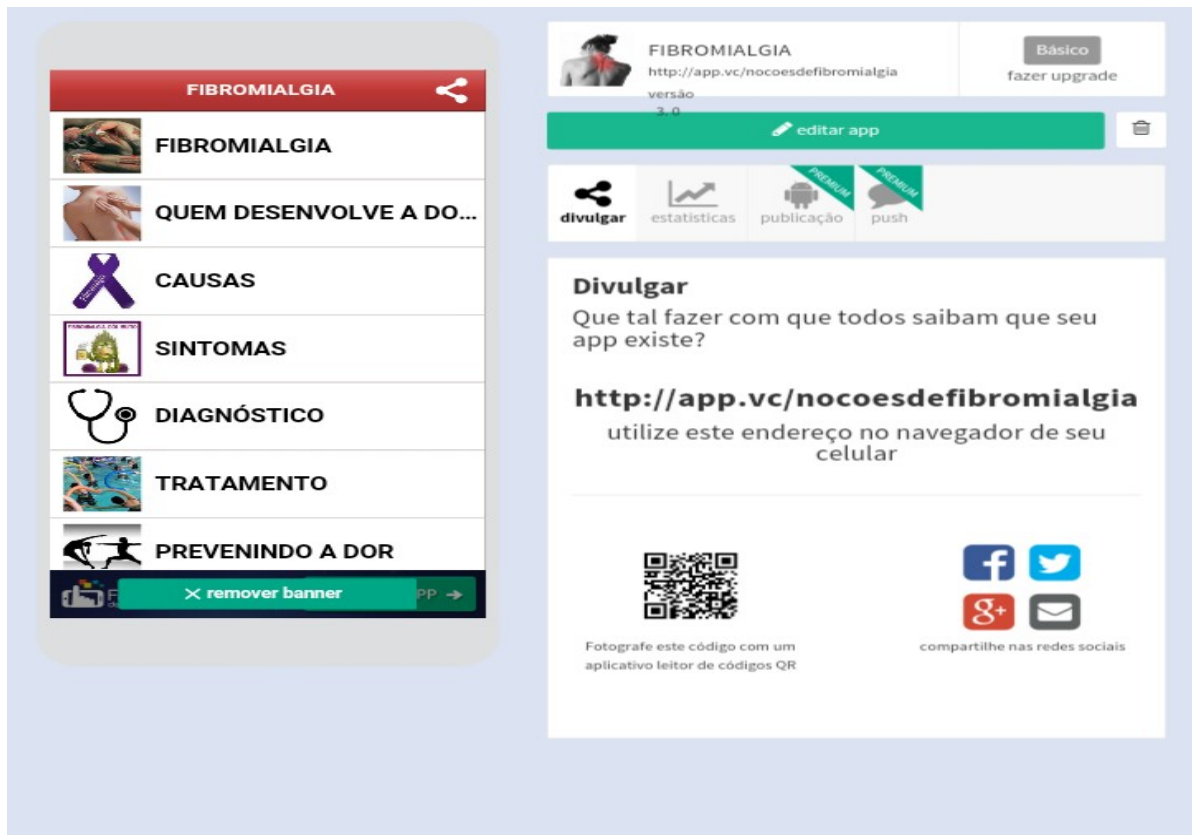 FIBROMIALGIA
FIBROMIALGIA
QUEM DESENVOLVE A DO...
CAUSAS
SINTOMAS
DIAGNÓSTICO
TRATAMENTO
PREVENINDO A DOR
remover banner
PP
FIBROMIALGIA
http://app.vc/nocoesdefibromialgia
versão
3.0
Básico
fazer upgrade
editar app
PREMIUM
PREMIUM
divulgar
estatísticas
publicação
push
Divulgar
Que tal fazer com que todos saibam que seu
app existe?
http://app.vc/nocoesdefibromialgia
utilize este endereço no navegador de seu
celular
Fotografe este código com um
aplicativo leitor de códigos QR
compartilhe nas redes sociais